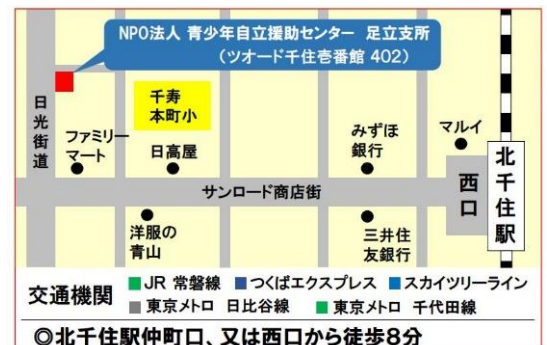 NPO法人 青少年自立援助センター 足立支所
（ツオード千住壱番館 402）
日光街道
千寿
本町小
ファミリー
マート
日高屋
みずほ
銀行
マルイ
北千住駅
西口
サンロード商店街
洋服の
青山
三井住
友銀行
交通機関
JR 常磐線 つくばエクスプレス スカイツリーライン
東京メトロ 日比谷線 東京メトロ 千代田線
◎北千住駅仲町口、又は西口から徒歩8分